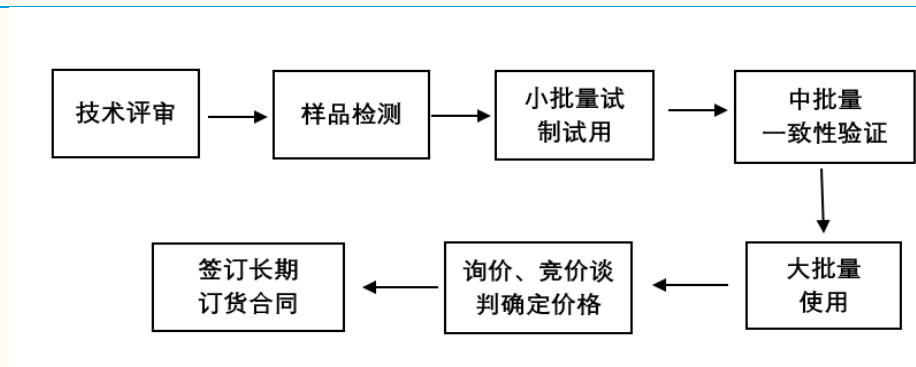 技术评审
样品检测
小批量试
制试用
中批量
一致性验证
大批量
使用
询价、竞价谈
判确定价格
签订长期
订货合同